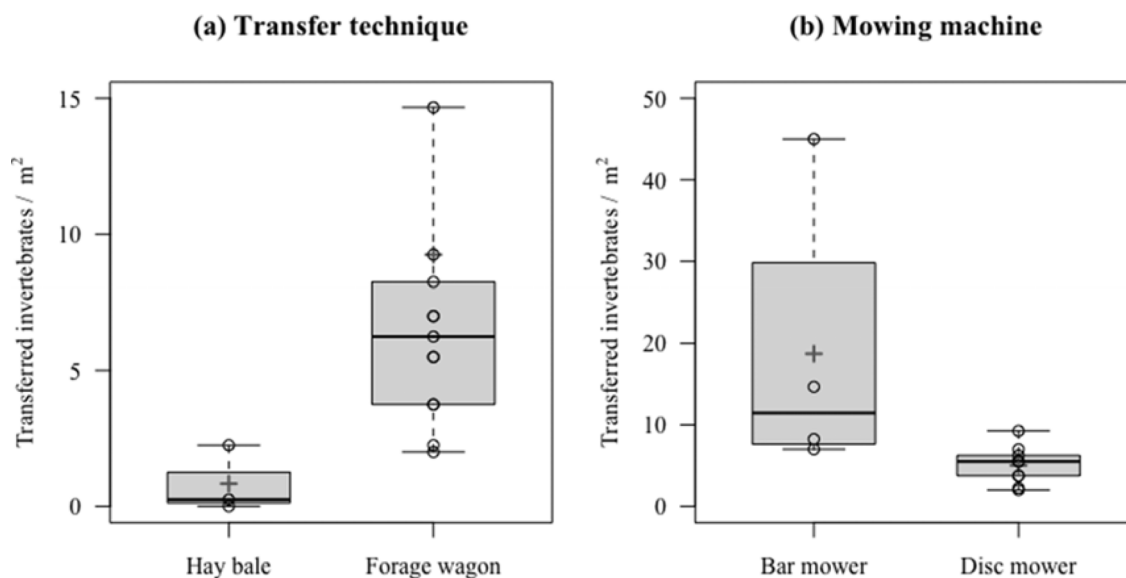 (a) Transfer technique
(b) Mowing machine
Transferred invertebrates / m²
15
10
5
0
Hay bale
Forage wagon
Transferred invertebrates / m²
50
40
30
20
10
0
Bar mower
Disc mower